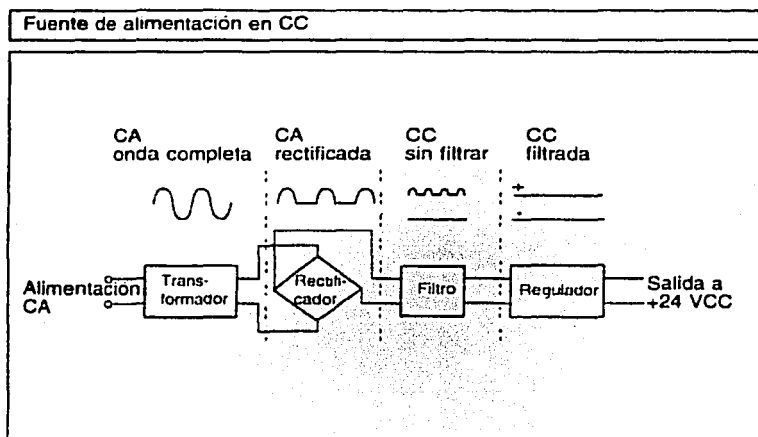 Fuente de alimentación en CC
CA
onda completa
CA
rectificada
CC
sin filtrar
CC
filtrada
+
-
Alimentación
CA
Trans-
formador
Rectifi-
cador
Filtro
Regulador
Salida a
+24 VCC